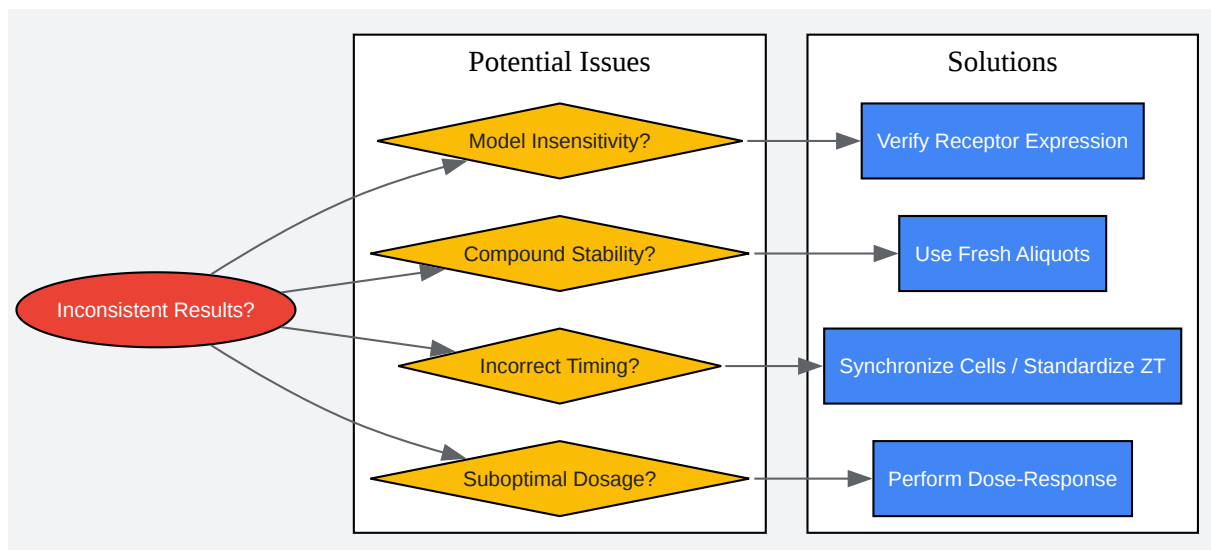 Potential Issues
Solutions
Model Insensitivity?
Verify Receptor Expression
Compound Stability?
Use Fresh Aliquots
Inconsistent Results?
Incorrect Timing?
Synchronize Cells / Standardize ZT
Suboptimal Dosage?
Perform Dose-Response